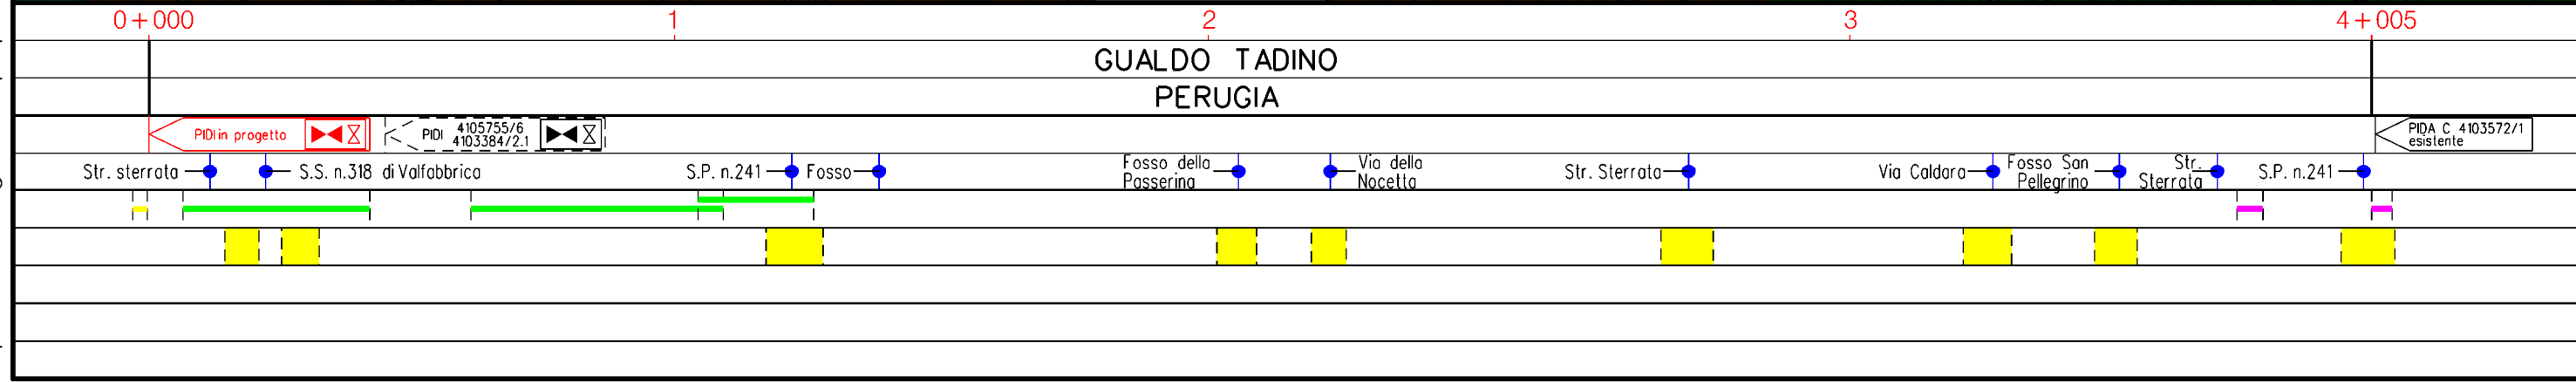 0+000 1 2 3 4+005
GUALDO TADINO
PERUGIA
PIDI in progetto
PIDI 4105755/6
4103384/2.1
PIDA C 4103572/1
esistente
Str. sterrata
S.S. n.318 di Valfabbrica
S.P. n.241
Fosso
Fosso della
Passerina
Via della
Nocetta
Str. Sterrata
Via Caldara
Fosso San
Pellegrino
Str.
Sterrata
S.P. n.241